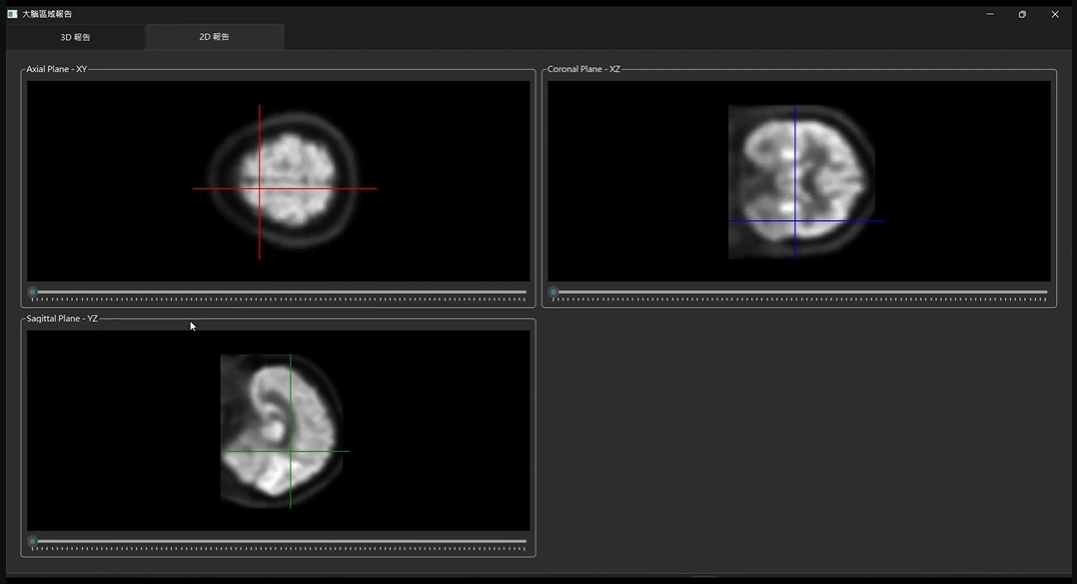 大腦區域報告
3D 報告
2D 報告
Axial Plane - XY
Coronal Plane - XZ
Sagittal Plane - YZ